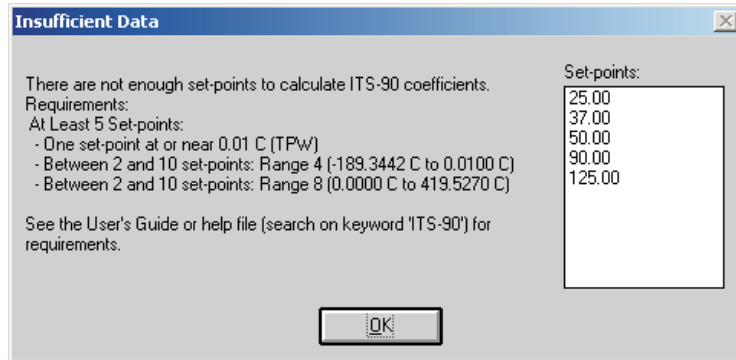 Insufficient Data
There are not enough set-points to calculate ITS-90 coefficients.
Requirements:
At Least 5 Set-points:
- One set-point at or near 0.01 C (TPW)
- Between 2 and 10 set-points: Range 4 (-189.3442 C to 0.0100 C)
- Between 2 and 10 set-points: Range 8 (0.0000 C to 419.5270 C)
See the User's Guide or help file (search on keyword 'ITS-90') for
requirements.
Set-points:
25.00
37.00
50.00
90.00
125.00
OK